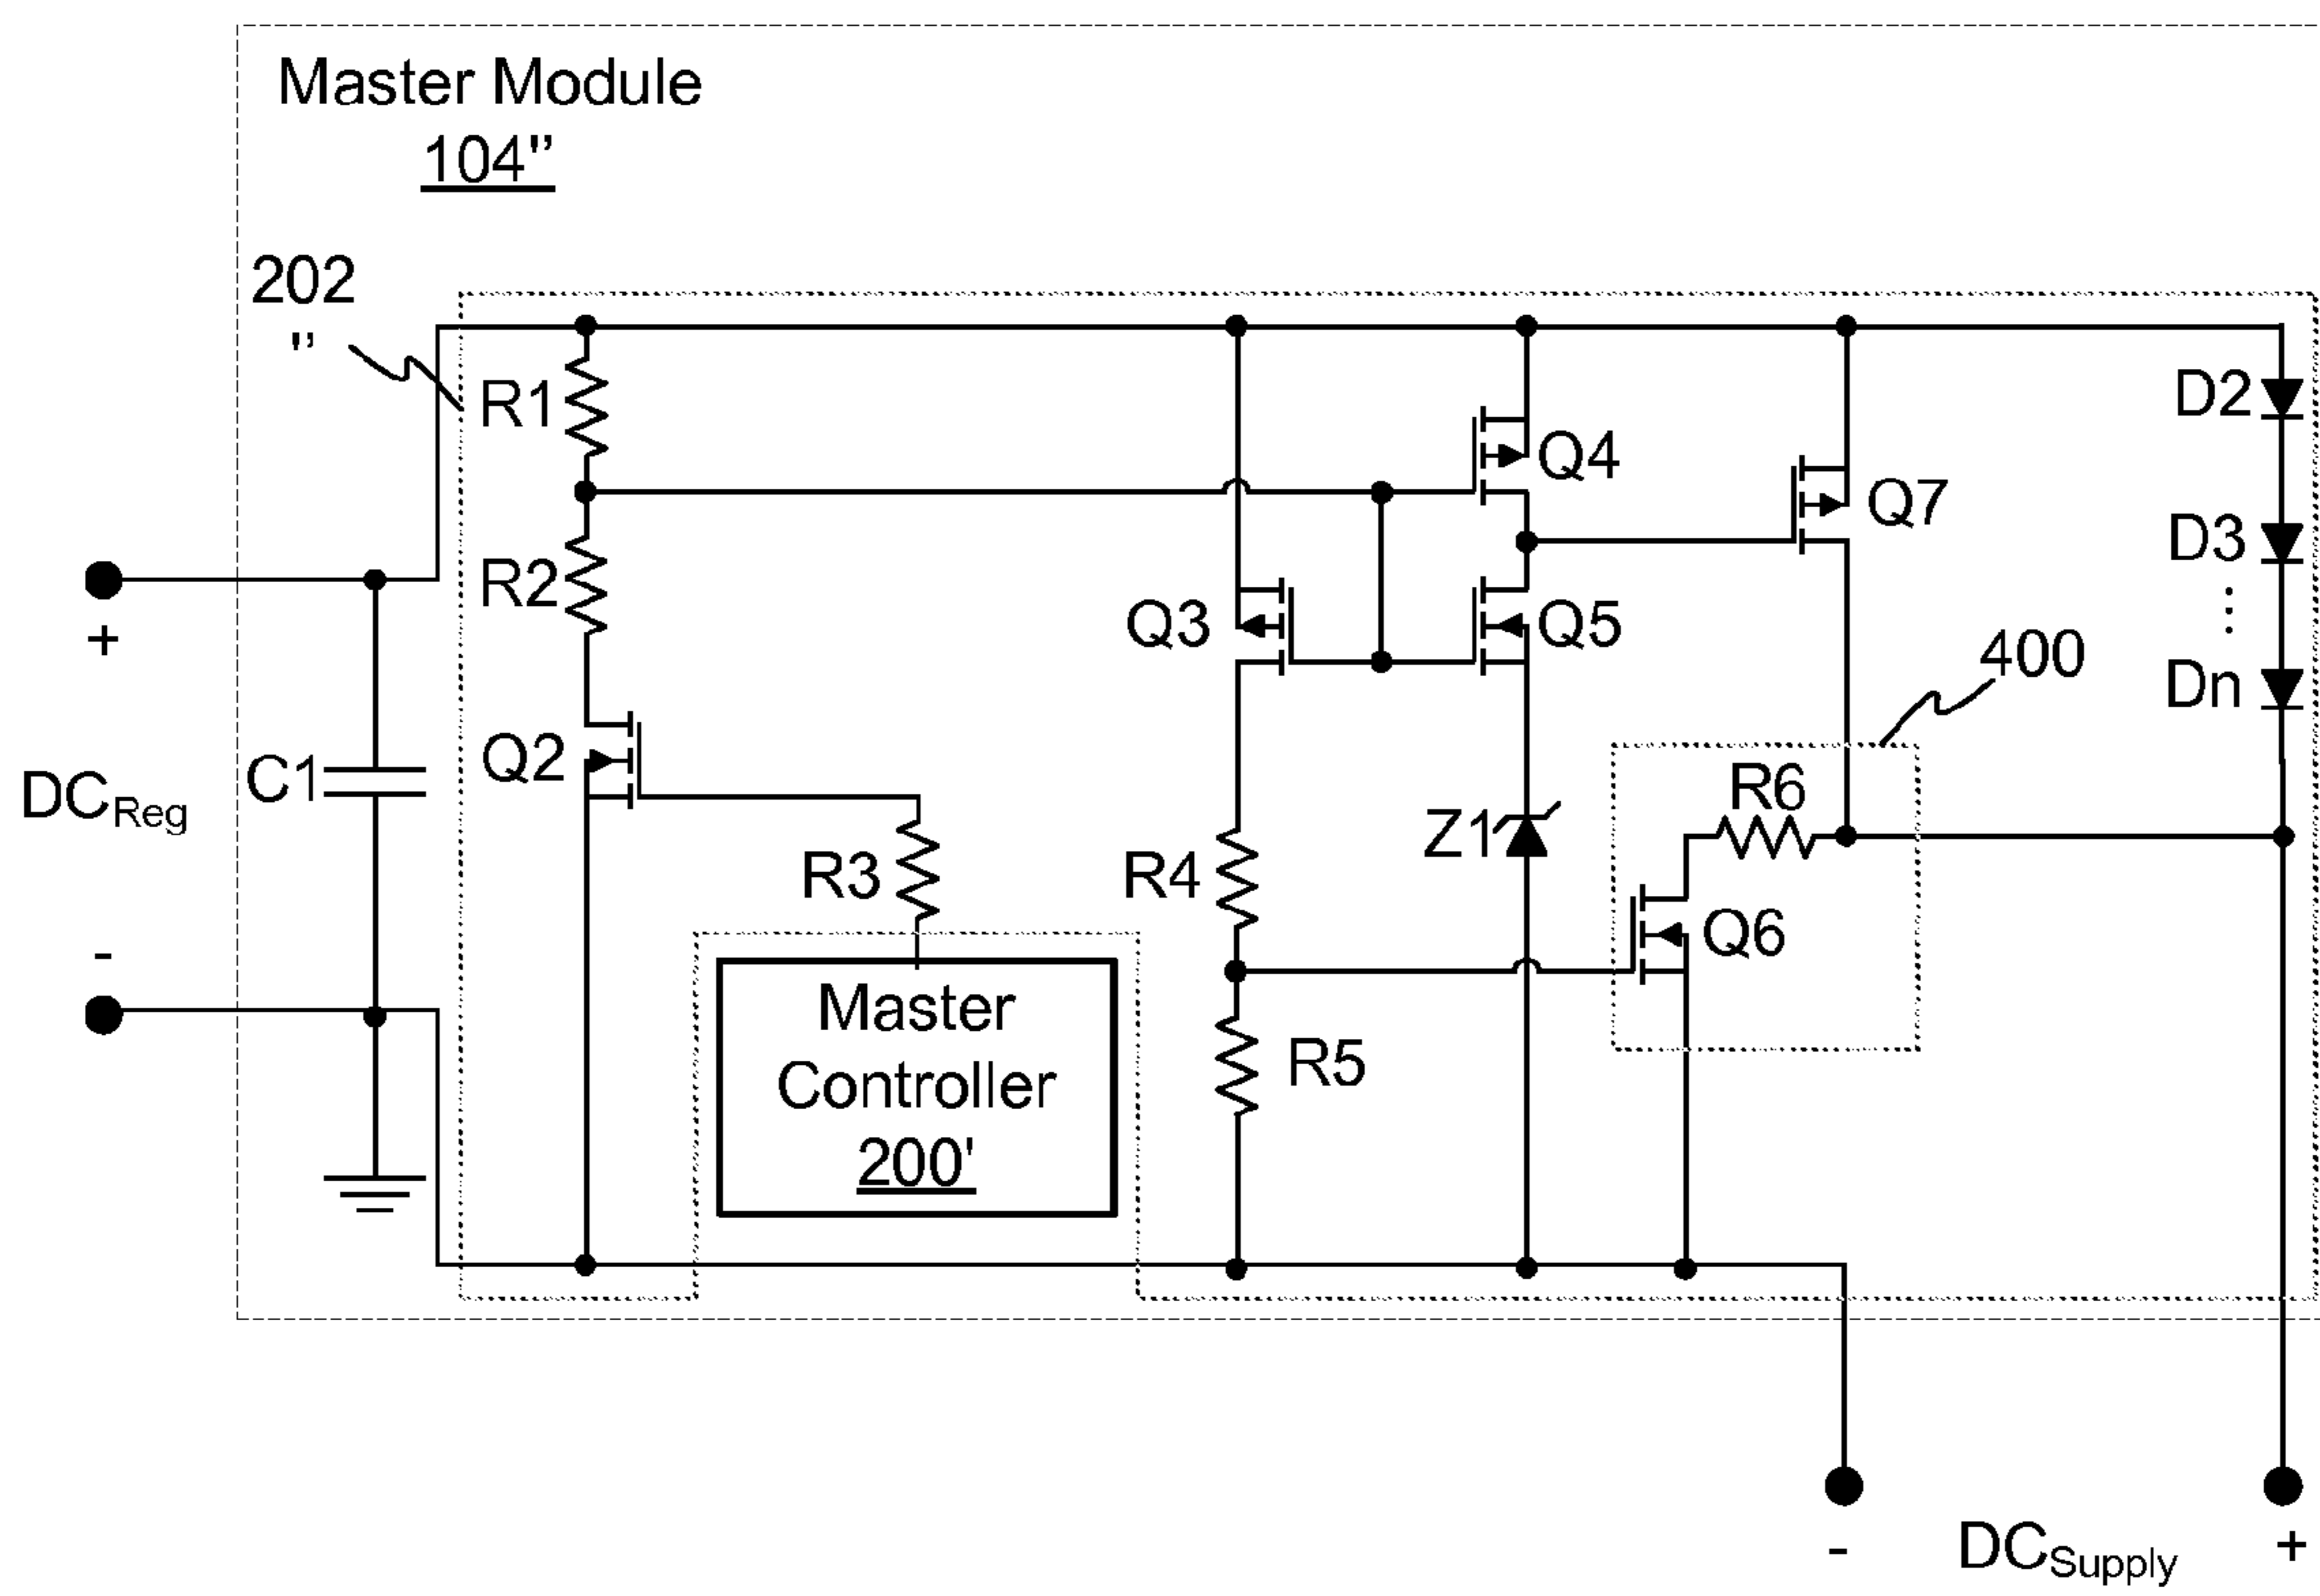 Master Module
104"
202
"
R1
Q4
D2
Q7
D3
R2
Q3
Q5
400
Dn
Q2
R6
+
C1
DCReg
Z1
R3
R4
Q6
-
Master
Controller
200'
R5
-
DCSupply
+